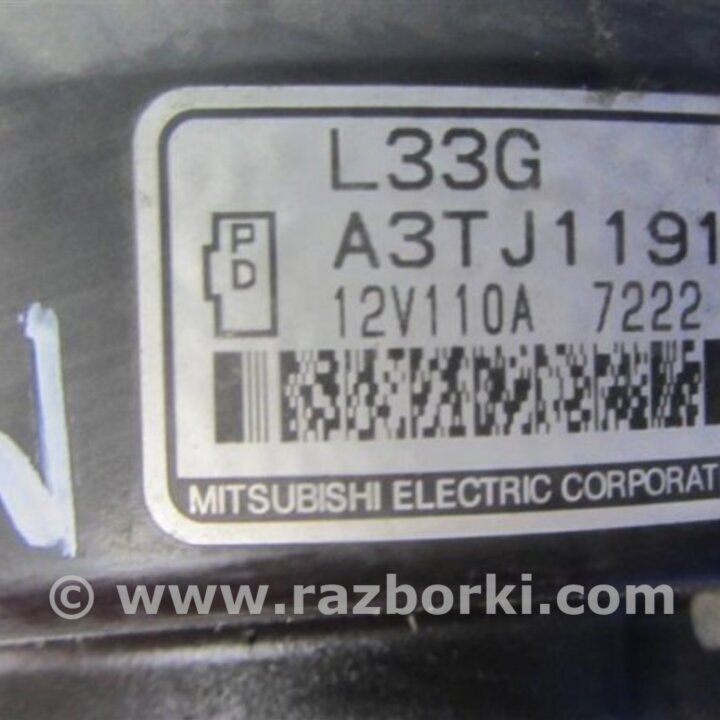 L33G
A3TJ1191
PD
12V110A 7222
MITSUBISHI ELECTRIC CORPORAT
© www.razborki.com